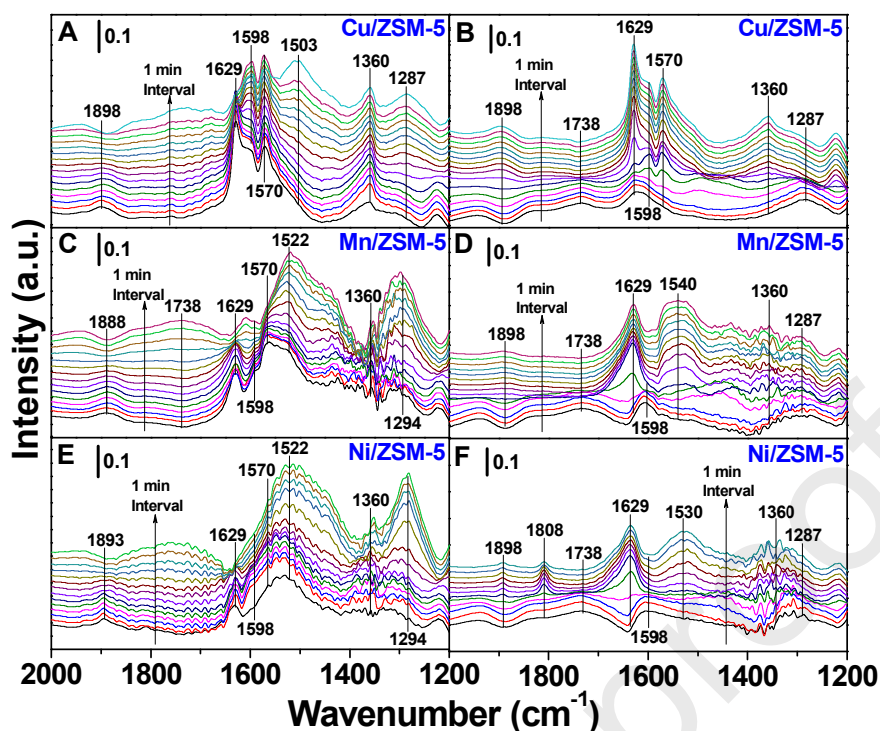 A
0.1
Cu/ZSM-5
1598
1503
1629
1360
1287
1 min
Interval
1898
1570
B
0.1
Cu/ZSM-5
1629
1570
1 min
Interval
1898
1738
1360
1287
1598
C
0.1
Mn/ZSM-5
1522
1570
1 min
Interval
1888
1738
1629
1360
1598
1294
D
0.1
Mn/ZSM-5
1629
1540
1360
1 min
Interval
1898
1738
1287
1598
E
0.1
Ni/ZSM-5
1522
1570
1 min
Interval
1893
1629
1360
1598
1294
F
0.1
Ni/ZSM-5
1 min
Interval
1629
1530
1360
1898
1808
1738
1287
1598
Intensity (a.u.)
2000 1800 1600 1400 1200 1800 1600 1400 1200
Wavenumber (cm⁻¹)
proof